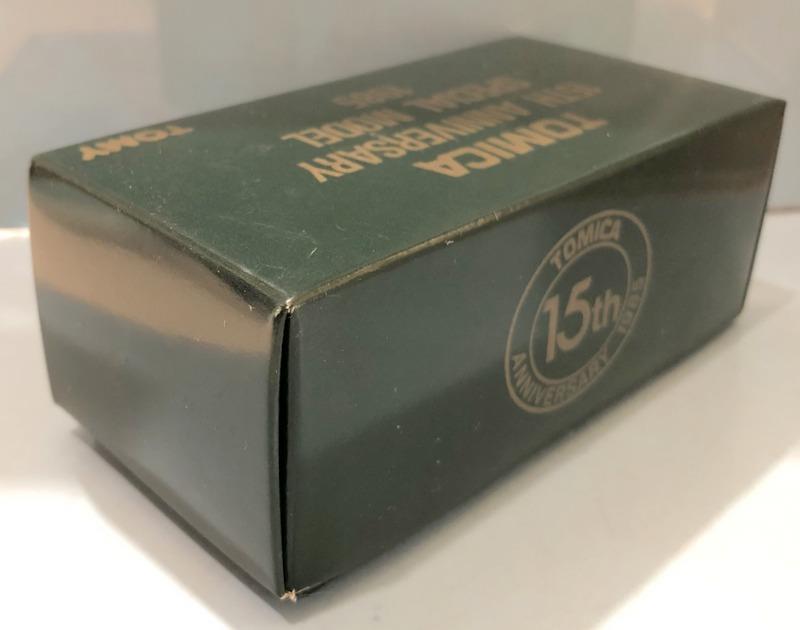 TOMICA
15TH ANNIVERSARY
SPECIAL MODEL
1985
TOMY
TOMICA
15th
ANNIVERSARY 1985